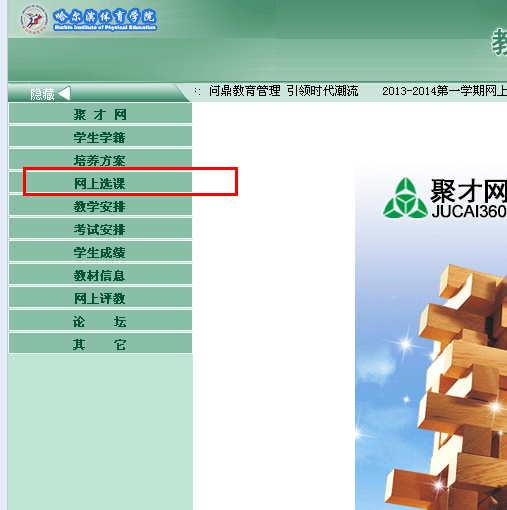 哈尔滨体育学院
Harbin Institute of Physical Education
教
隐藏
:: 问鼎教育管理 引领时代潮流 2013-2014第一学期网上
聚 才 网
学生学籍
培养方案
网上选课
教学安排
考试安排
学生成绩
教材信息
网上评教
论 坛
其 它
聚才网
JUCAI360